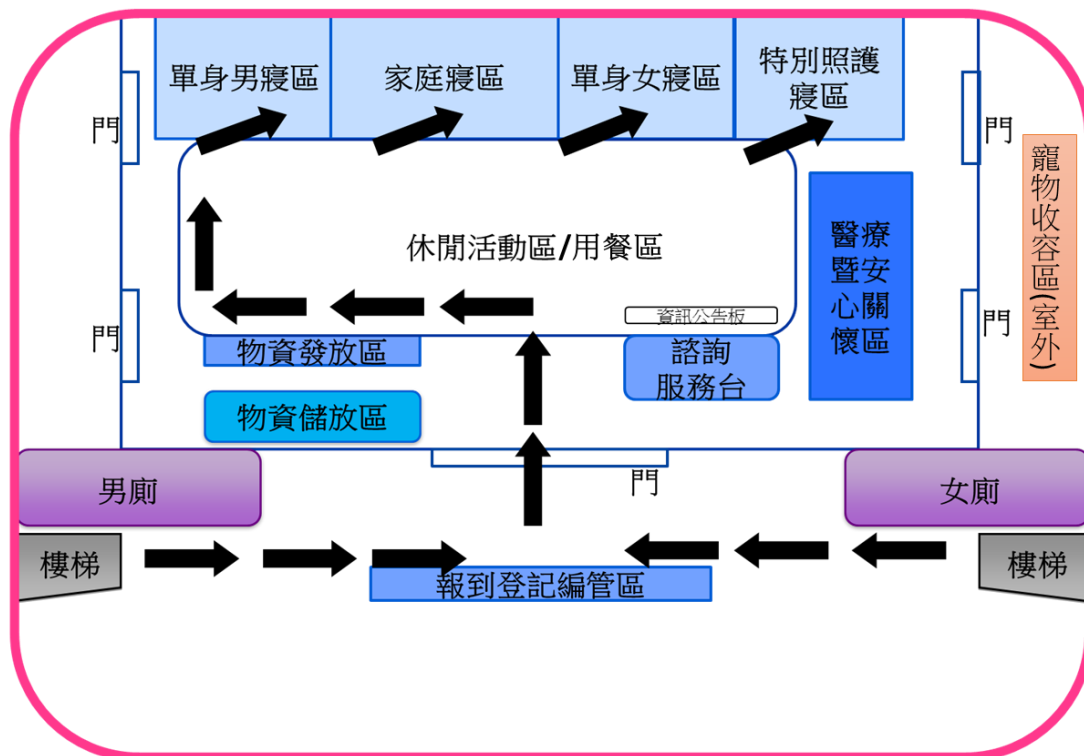 單身男寢區
家庭寢區
單身女寢區
特別照護
寢區
門
門
寵物收容區(室外)
休閒活動區/用餐區
醫療
暨安
心關
懷區
資訊公告板
門
門
物資發放區
諮詢
服務台
物資儲放區
門
男廁
女廁
樓梯
樓梯
報到登記編管區